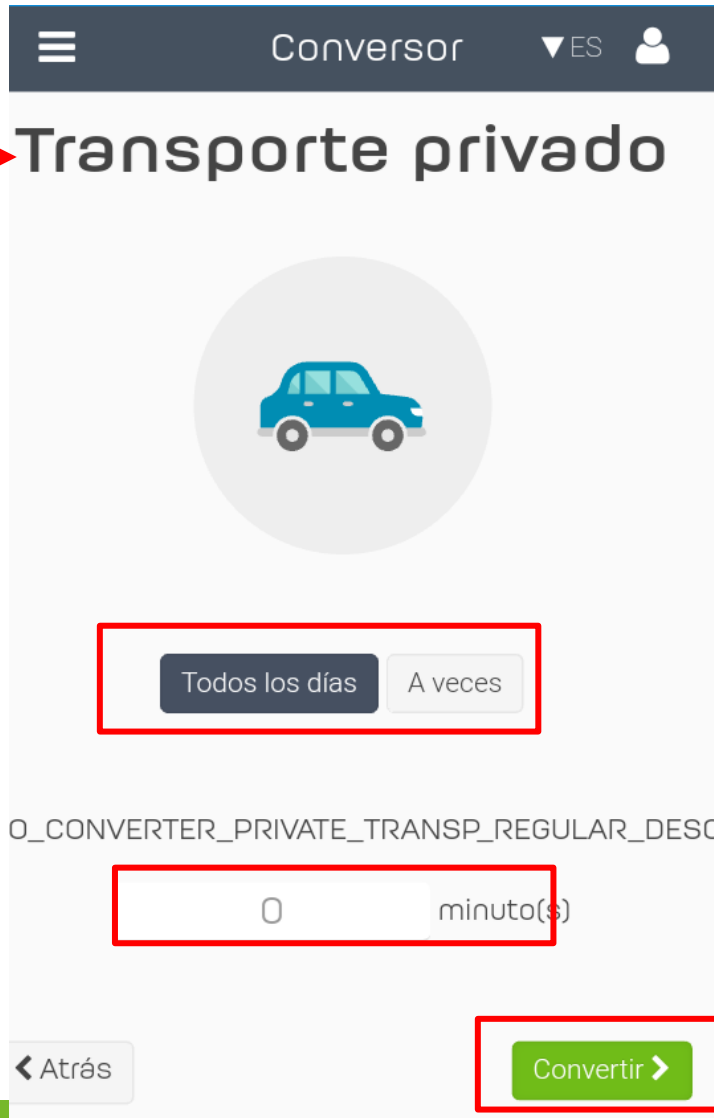 Conversor ▼ES
Transporte privado
Todos los días A veces
O_CONVERTER_PRIVATE_TRANSP_REGULAR_DESC
0 minuto(s)
Atrás Convertir